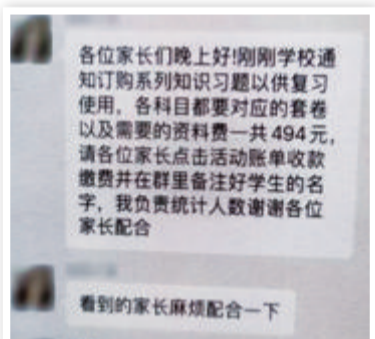 各位家长们晚上好!刚刚学校通
知订购系列知识习题以供复习
使用，各科目都要对应的套卷
以及需要的资料费一共494元，
请各位家长点击活动账单收款
缴费并在群里备注好学生的名
字，我负责统计人数谢谢各位
家长配合
看到的家长麻烦配合一下